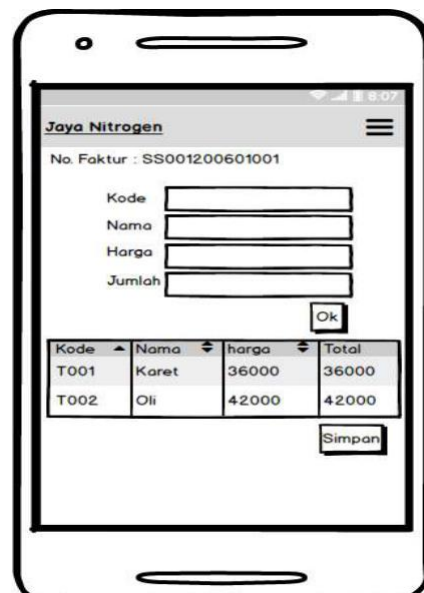 8:07
Jaya Nitrogen
No. Faktur : SS001200601001
Kode
Nama
Harga
Jumlah
Ok
Kode Nama harga Total
T001 Karet 36000 36000
T002 Oli 42000 42000
Simpan